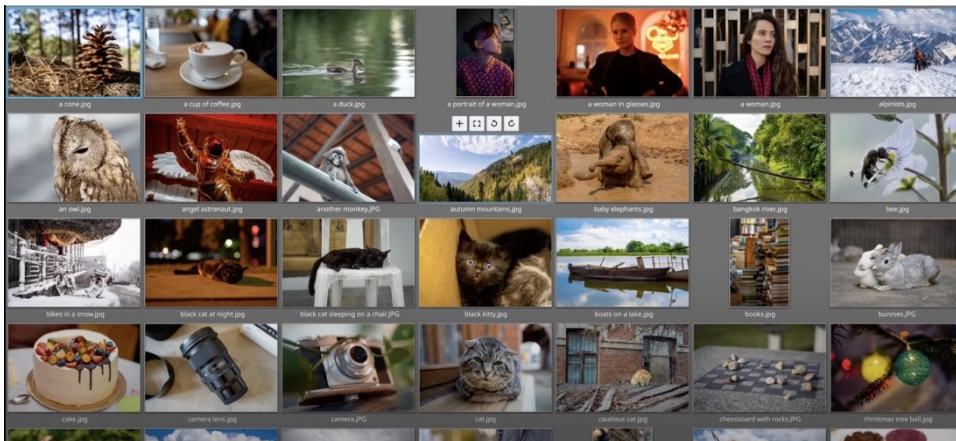 a cone.jpg
a cup of coffee.jpg
a duck.jpg
a portrait of a woman.jpg
a woman in glasses.jpg
a woman.jpg
alpinists.jpg
an owl.jpg
angel astronaut.jpg
another monkey.JPG
autumn mountains.jpg
baby elephants.jpg
bangkok river.jpg
bee.jpg
bikes in a snow.jpg
black cat at night.jpg
black cat sleeping on a chair.JPG
black kitty.jpg
boats on a lake.jpg
books.jpg
bunnies.JPG
cake.jpg
camera lens.jpg
camera.JPG
cat.jpg
cautious cat.jpg
chessboard with rocks.JPG
christmas tree ball.jpg